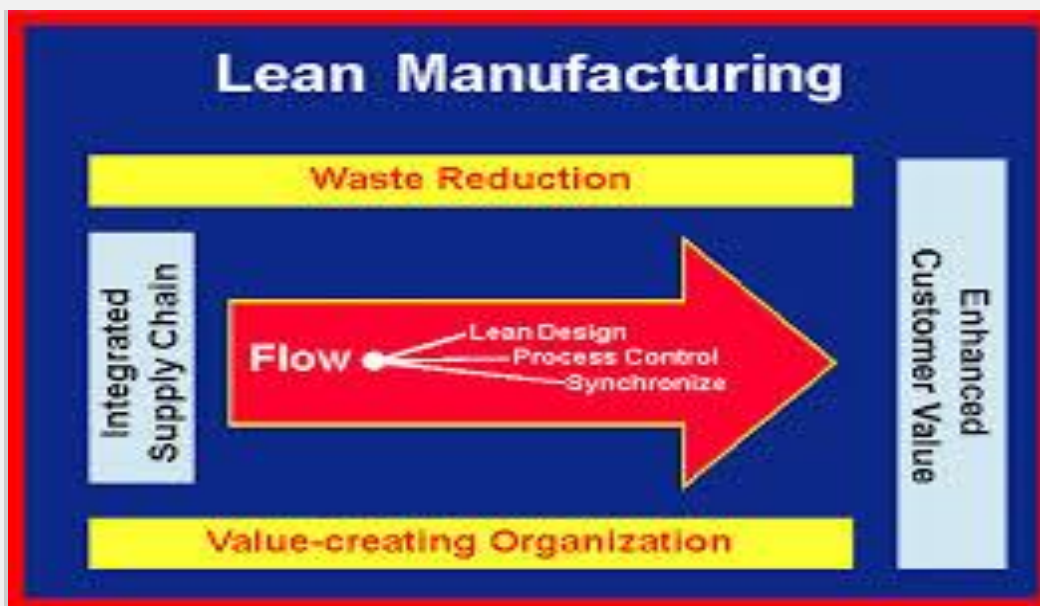 Lean Manufacturing
Waste Reduction
Integrated
Supply Chain
Flow
Lean Design
Process Control
Synchronize
Enhanced
Customer Value
Value-creating Organization